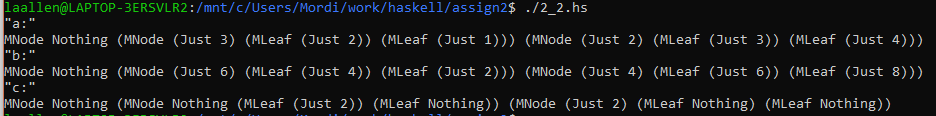 laallen@LAPTOP-3ERSVLR2:/mnt/c/Users/Mordi/work/haskell/assign2$ ./2_2.hs
"a:"
MNode Nothing (MNode (Just 3) (MLeaf (Just 2)) (MLeaf (Just 1))) (MNode (Just 2) (MLeaf (Just 3)) (MLeaf (Just 4)))
"b:
MNode Nothing (MNode (Just 6) (MLeaf (Just 4)) (MLeaf (Just 2))) (MNode (Just 4) (MLeaf (Just 6)) (MLeaf (Just 8)))
"c:"
MNode Nothing (MNode Nothing (MLeaf (Just 2)) (MLeaf Nothing)) (MNode (Just 2) (MLeaf Nothing) (MLeaf Nothing))